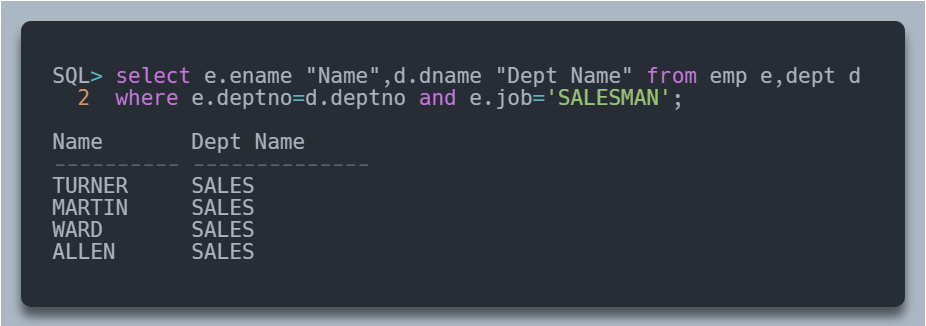 SQL> select e.ename "Name",d.dname "Dept Name" from emp e,dept d
  2  where e.deptno=d.deptno and e.job='SALESMAN';
Name       Dept Name
---------- --------------
TURNER     SALES
MARTIN     SALES
WARD       SALES
ALLEN      SALES